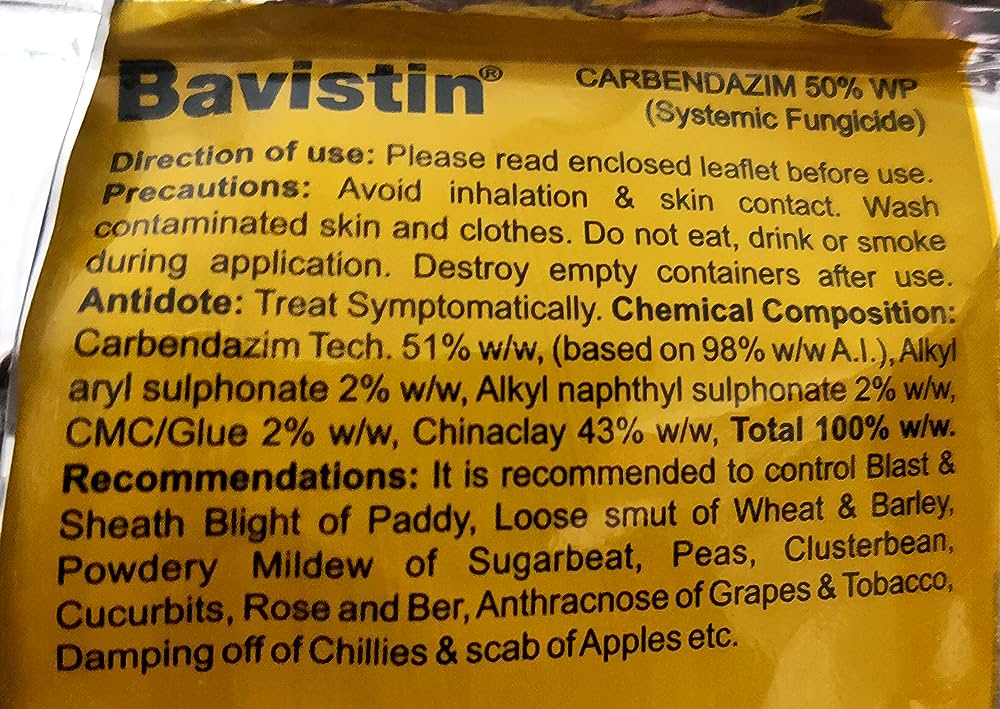 Bavistin® CARBENDAZIM 50% WP
(Systemic Fungicide)
Direction of use: Please read enclosed leaflet before use.
Precautions: Avoid inhalation & skin contact. Wash
contaminated skin and clothes. Do not eat, drink or smoke
during application. Destroy empty containers after use.
Antidote: Treat Symptomatically. Chemical Composition:
Carbendazim Tech. 51% w/w, (based on 98% w/w A.I.), Alkyl
aryl sulphonate 2% w/w, Alkyl naphthyl sulphonate 2% w/w,
CMC/Glue 2% w/w, Chinaclay 43% w/w, Total 100% w/w.
Recommendations: It is recommended to control Blast &
Sheath Blight of Paddy, Loose smut of Wheat & Barley,
Powdery Mildew of Sugarbeat, Peas, Clusterbean,
Cucurbits, Rose and Ber, Anthracnose of Grapes & Tobacco,
Damping off of Chillies & scab of Apples etc.